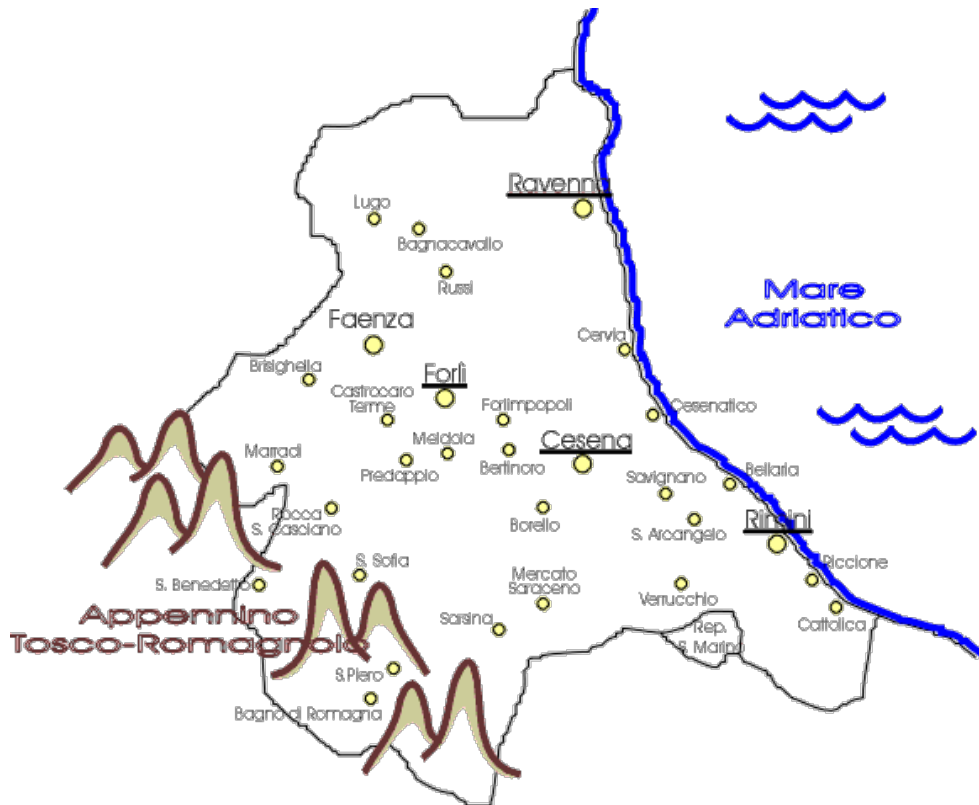 Ravenna
Lugo
Bagnacavallo
Russi
Mare
Adriatico
Faenza
Cervia
Brisighella
Forlì
Castrocaro
Terme
Forlimpopoli
Cesenatico
Meldola
Cesena
Marradi
Predappio
Bertinoro
Savignano
Bellaria
Rocca
S. Casciano
Borello
S. Arcangelo
Rimini
S. Sofia
Riccione
S. Benedetto
Mercato
Saraceno
Verrucchio
Appennino
Tosco-Romagnolo
Sarsina
Rep.
S. Marino
Cattolica
S.Piero
Bagno di Romagna